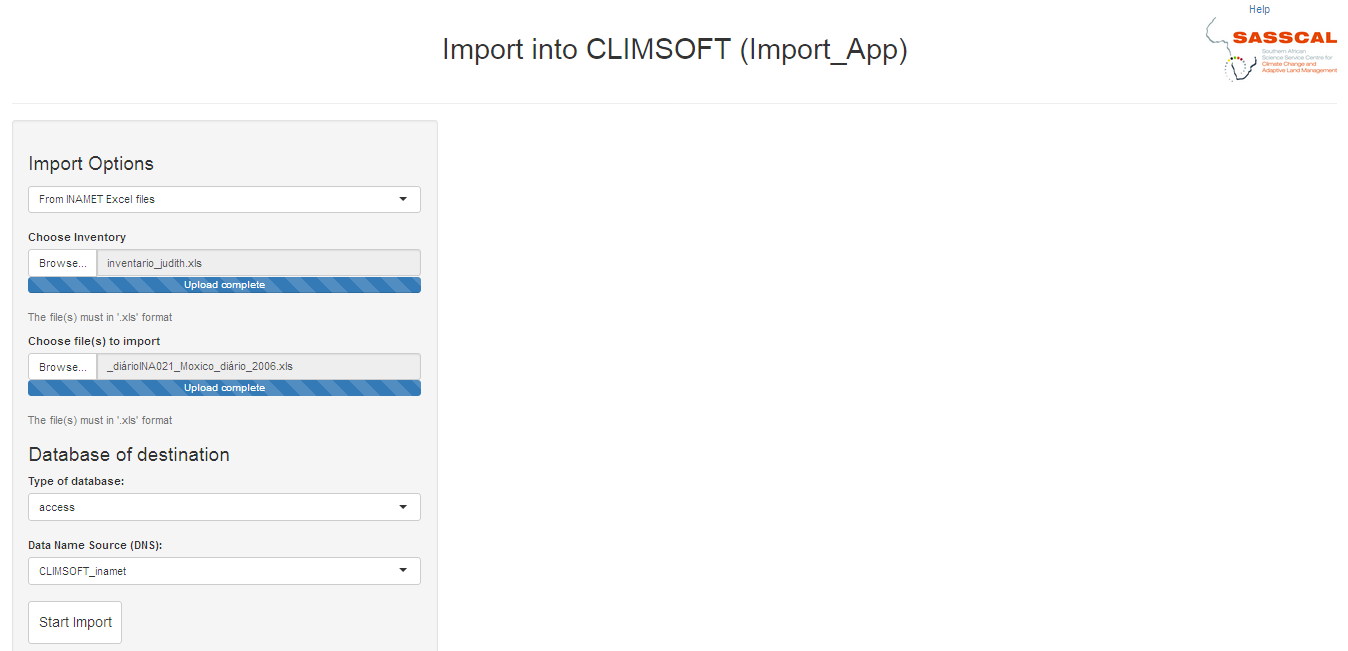 Help
Import into CLIMSOFT (Import_App)
SASSCAL
Southern African
Science Service Centre for
Climate Change and
Adaptive Land Management
Import Options
From INAMET Excel files
Choose Inventory
Browse... inventario_judith.xls
Upload complete
The file(s) must in '.xls' format
Choose file(s) to import
Browse... _diárioINA021_Moxico_diário_2006.xls
Upload complete
The file(s) must in '.xls' format
Database of destination
Type of database:
access
Data Name Source (DNS):
CLIMSOFT_inamet
Start Import